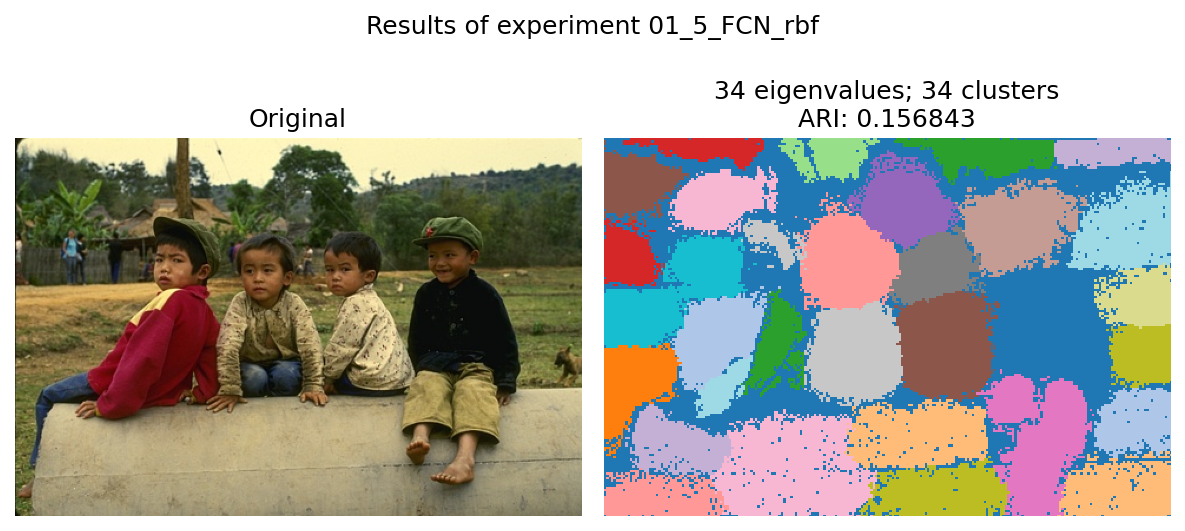 Results of experiment 01_5_FCN_rbf
Original
34 eigenvalues; 34 clusters
ARI: 0.156843